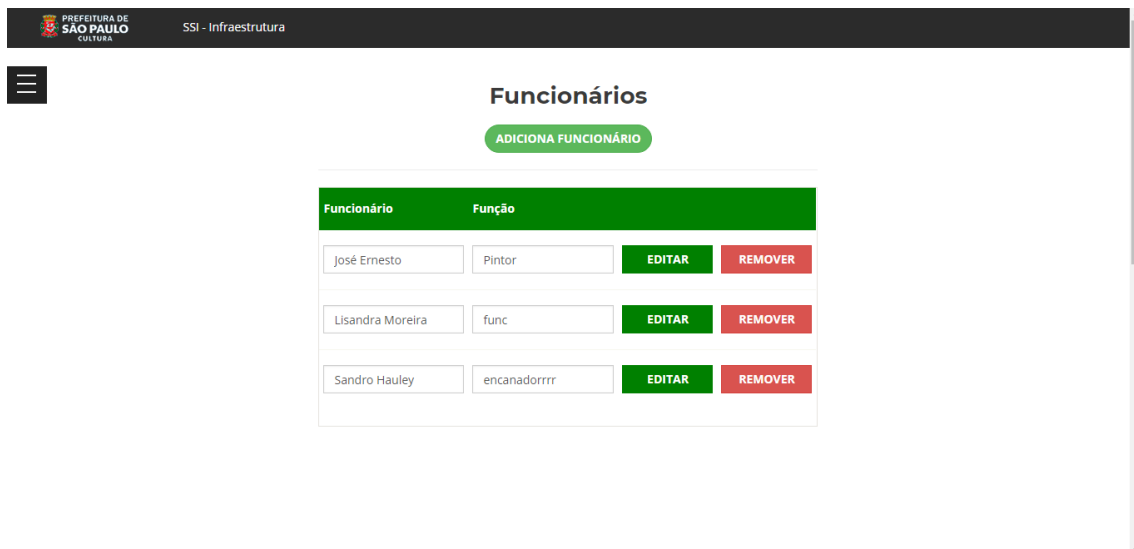 PREFEITURA DE
SÃO PAULO
CULTURA
SSI - Infraestrutura
Funcionários
ADICIONA FUNCIONÁRIO
Funcionário Função
José Ernesto Pintor EDITAR REMOVER
Lisandra Moreira func EDITAR REMOVER
Sandro Hauley encanadorrrr EDITAR REMOVER